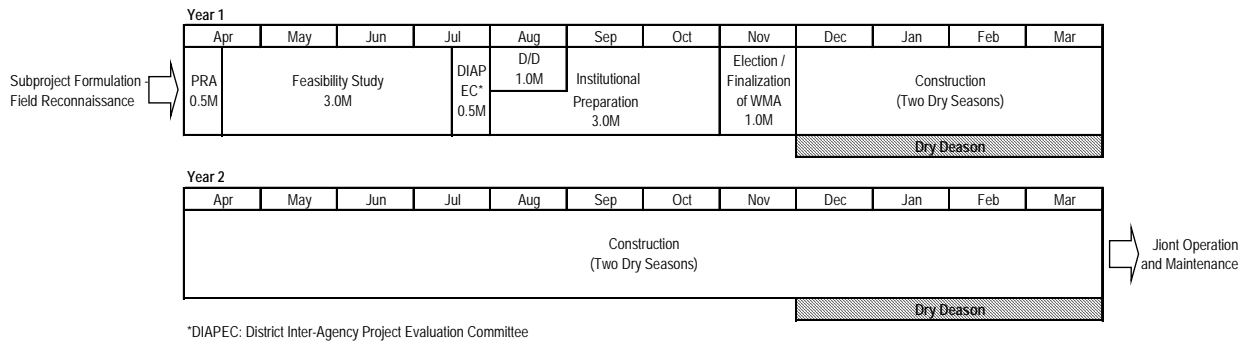 Year 1
Apr May Jun Jul Aug Sep Oct Nov Dec Jan Feb Mar
Subproject Formulation -
Field Reconnaissance
PRA
0.5M
Feasibility Study
3.0M
DIAP
EC*
0.5M
D/D
1.0M
Institutional
Preparation
3.0M
Election /
Finalization
of WMA
1.0M
Construction
(Two Dry Seasons)
Dry Deason
Year 2
Apr May Jun Jul Aug Sep Oct Nov Dec Jan Feb Mar
Construction
(Two Dry Seasons)
Jiont Operation
and Maintenance
Dry Deason
*DIAPEC: District Inter-Agency Project Evaluation Committee